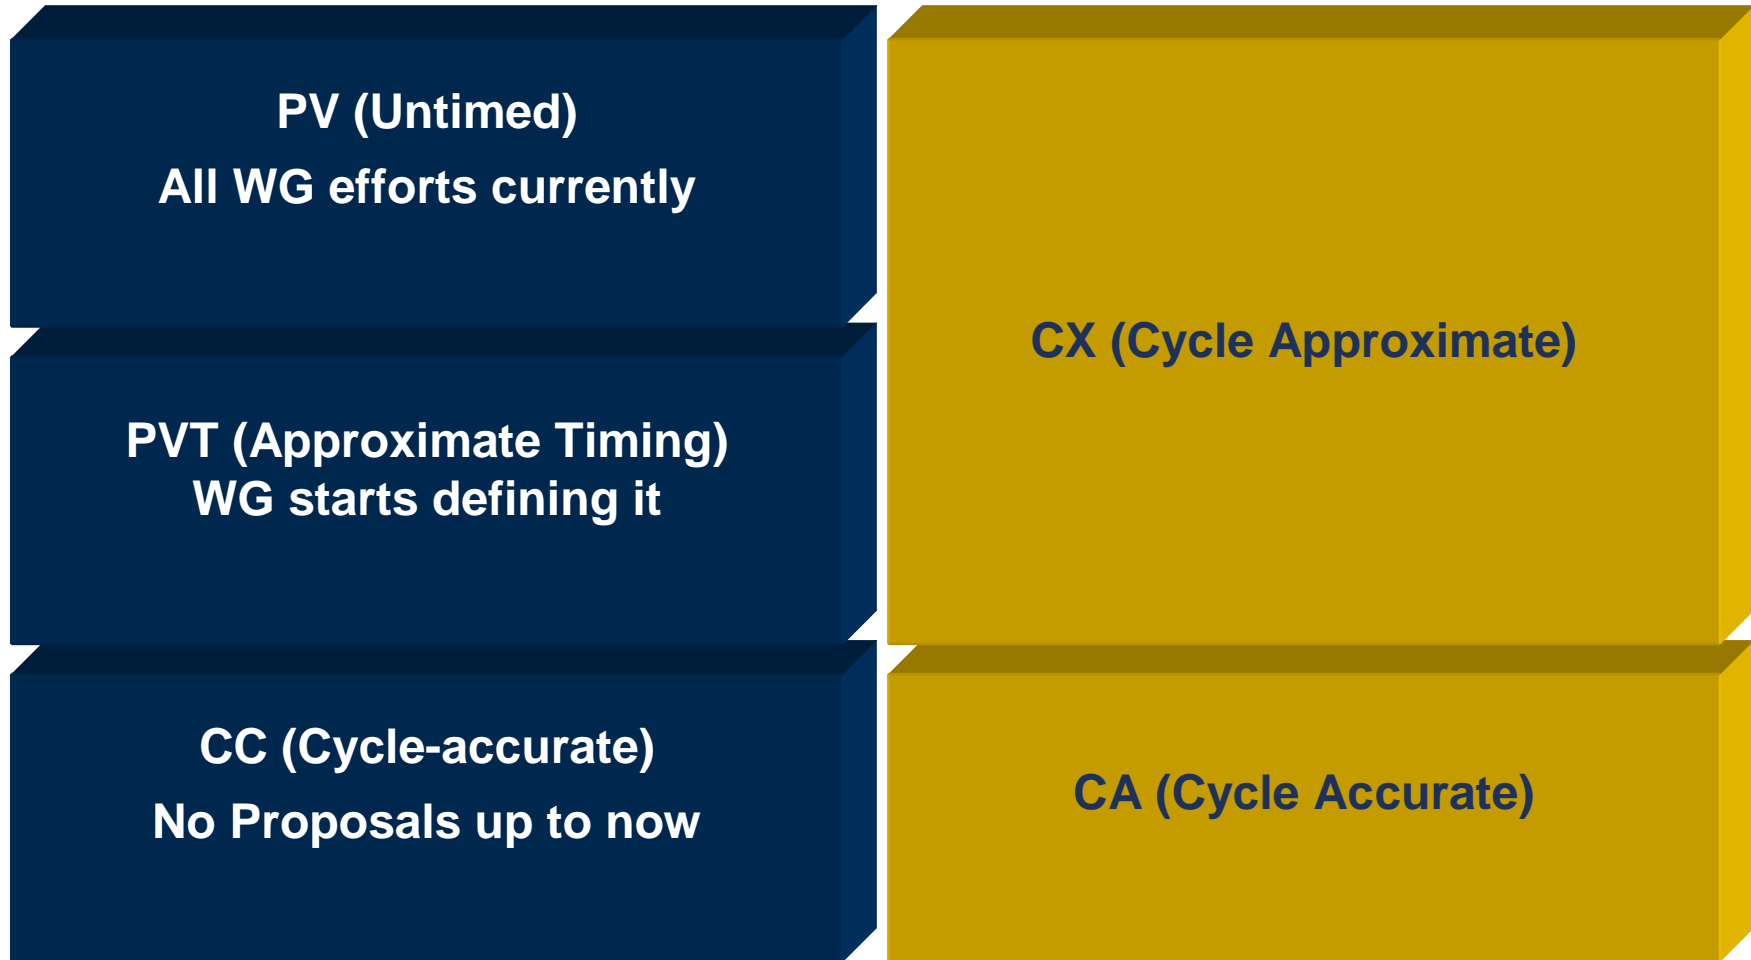 PV (Untimed)
All WG efforts currently
PVT (Approximate Timing)
WG starts defining it
CC (Cycle-accurate)
No Proposals up to now
CX (Cycle Approximate)
CA (Cycle Accurate)